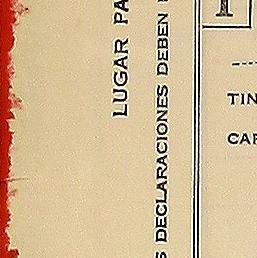 LUGAR PA
S DECLARACIONES DEBEN
TIN
CAR